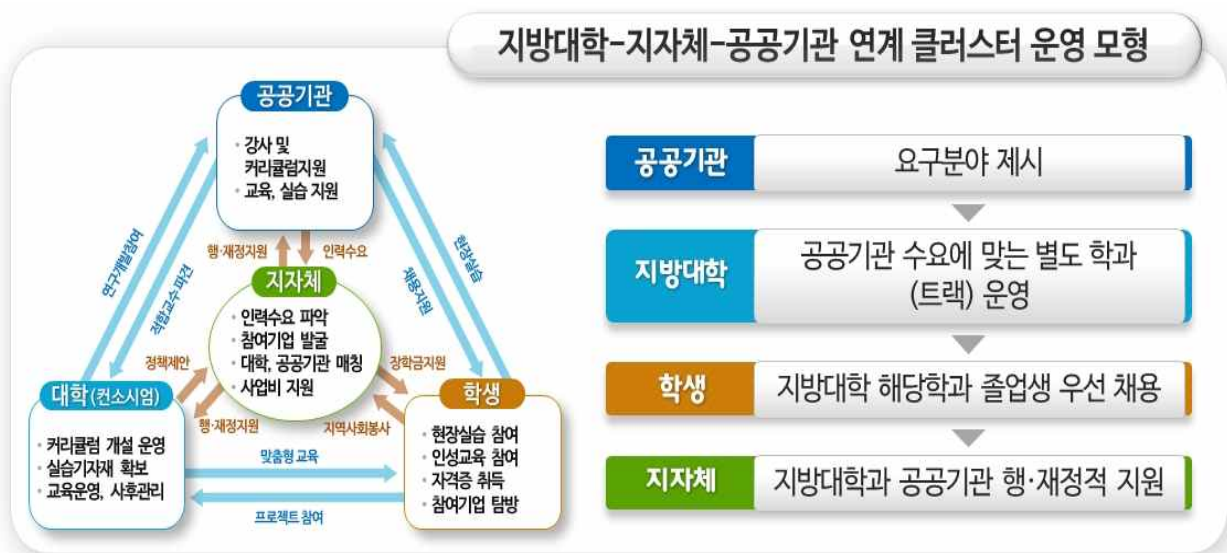 지방대학-지자체-공공기관 연계 클러스터 운영 모형
공공기관
· 강사 및
커리큘럼지원
· 교육, 실습 지원
연구개발참여
적합교수 파견
현장실습
채용지원
행·재정지원
인력수요
지자체
· 인력수요 파악
· 참여기업 발굴
· 대학, 공공기관 매칭
· 사업비 지원
정책제안
행·재정지원
장학금지원
지역사회봉사
대학(컨소시엄)
· 커리큘럼 개설 운영
· 실습기자재 확보
· 교육운영, 사후관리
맞춤형 교육
프로젝트 참여
학생
· 현장실습 참여
· 인성교육 참여
· 자격증 취득
· 참여기업 탐방
공공기관
요구분야 제시
지방대학
공공기관 수요에 맞는 별도 학과
(트랙) 운영
학생
지방대학 해당학과 졸업생 우선 채용
지자체
지방대학과 공공기관 행·재정적 지원